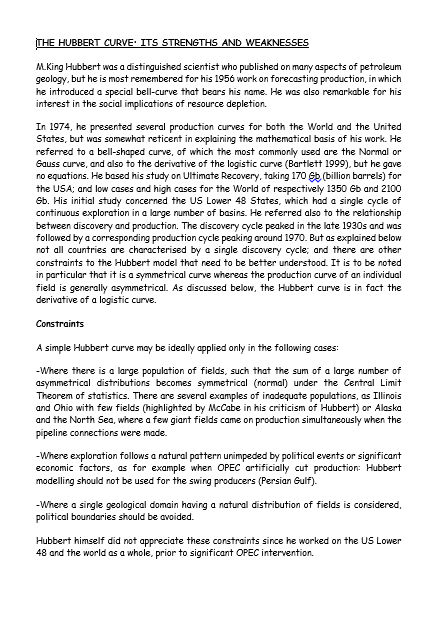 THE HUBBERT CURVE: ITS STRENGTHS AND WEAKNESSES
M.King Hubbert was a distinguished scientist who published on many aspects of petroleum
geology, but he is most remembered for his 1956 work on forecasting production, in which
he introduced a special bell-curve that bears his name. He was also remarkable for his
interest in the social implications of resource depletion.
In 1974, he presented several production curves for both the World and the United
States, but was somewhat reticent in explaining the mathematical basis of his work. He
referred to a bell-shaped curve, of which the most commonly used are the Normal or
Gauss curve, and also to the derivative of the logistic curve (Bartlett 1999), but he gave
no equations. He based his study on Ultimate Recovery, taking 170 Gb (billion barrels) for
the USA; and low cases and high cases for the World of respectively 1350 Gb and 2100
Gb. His initial study concerned the US Lower 48 States, which had a single cycle of
continuous exploration in a large number of basins. He referred also to the relationship
between discovery and production. The discovery cycle peaked in the late 1930s and was
followed by a corresponding production cycle peaking around 1970. But as explained below
not all countries are characterised by a single discovery cycle; and there are other
constraints to the Hubbert model that need to be better understood. It is to be noted
in particular that it is a symmetrical curve whereas the production curve of an individual
field is generally asymmetrical. As discussed below, the Hubbert curve is in fact the
derivative of a logistic curve.
Constraints
A simple Hubbert curve may be ideally applied only in the following cases:
-Where there is a large population of fields, such that the sum of a large number of
asymmetrical distributions becomes symmetrical (normal) under the Central Limit
Theorem of statistics. There are several examples of inadequate populations, as Illinois
and Ohio with few fields (highlighted by McCabe in his criticism of Hubbert) or Alaska
and the North Sea, where a few giant fields came on production simultaneously when the
pipeline connections were made.
-Where exploration follows a natural pattern unimpeded by political events or significant
economic factors, as for example when OPEC artificially cut production: Hubbert
modelling should not be used for the swing producers (Persian Gulf).
-Where a single geological domain having a natural distribution of fields is considered,
political boundaries should be avoided.
Hubbert himself did not appreciate these constraints since he worked on the US Lower
48 and the world as a whole, prior to significant OPEC intervention.